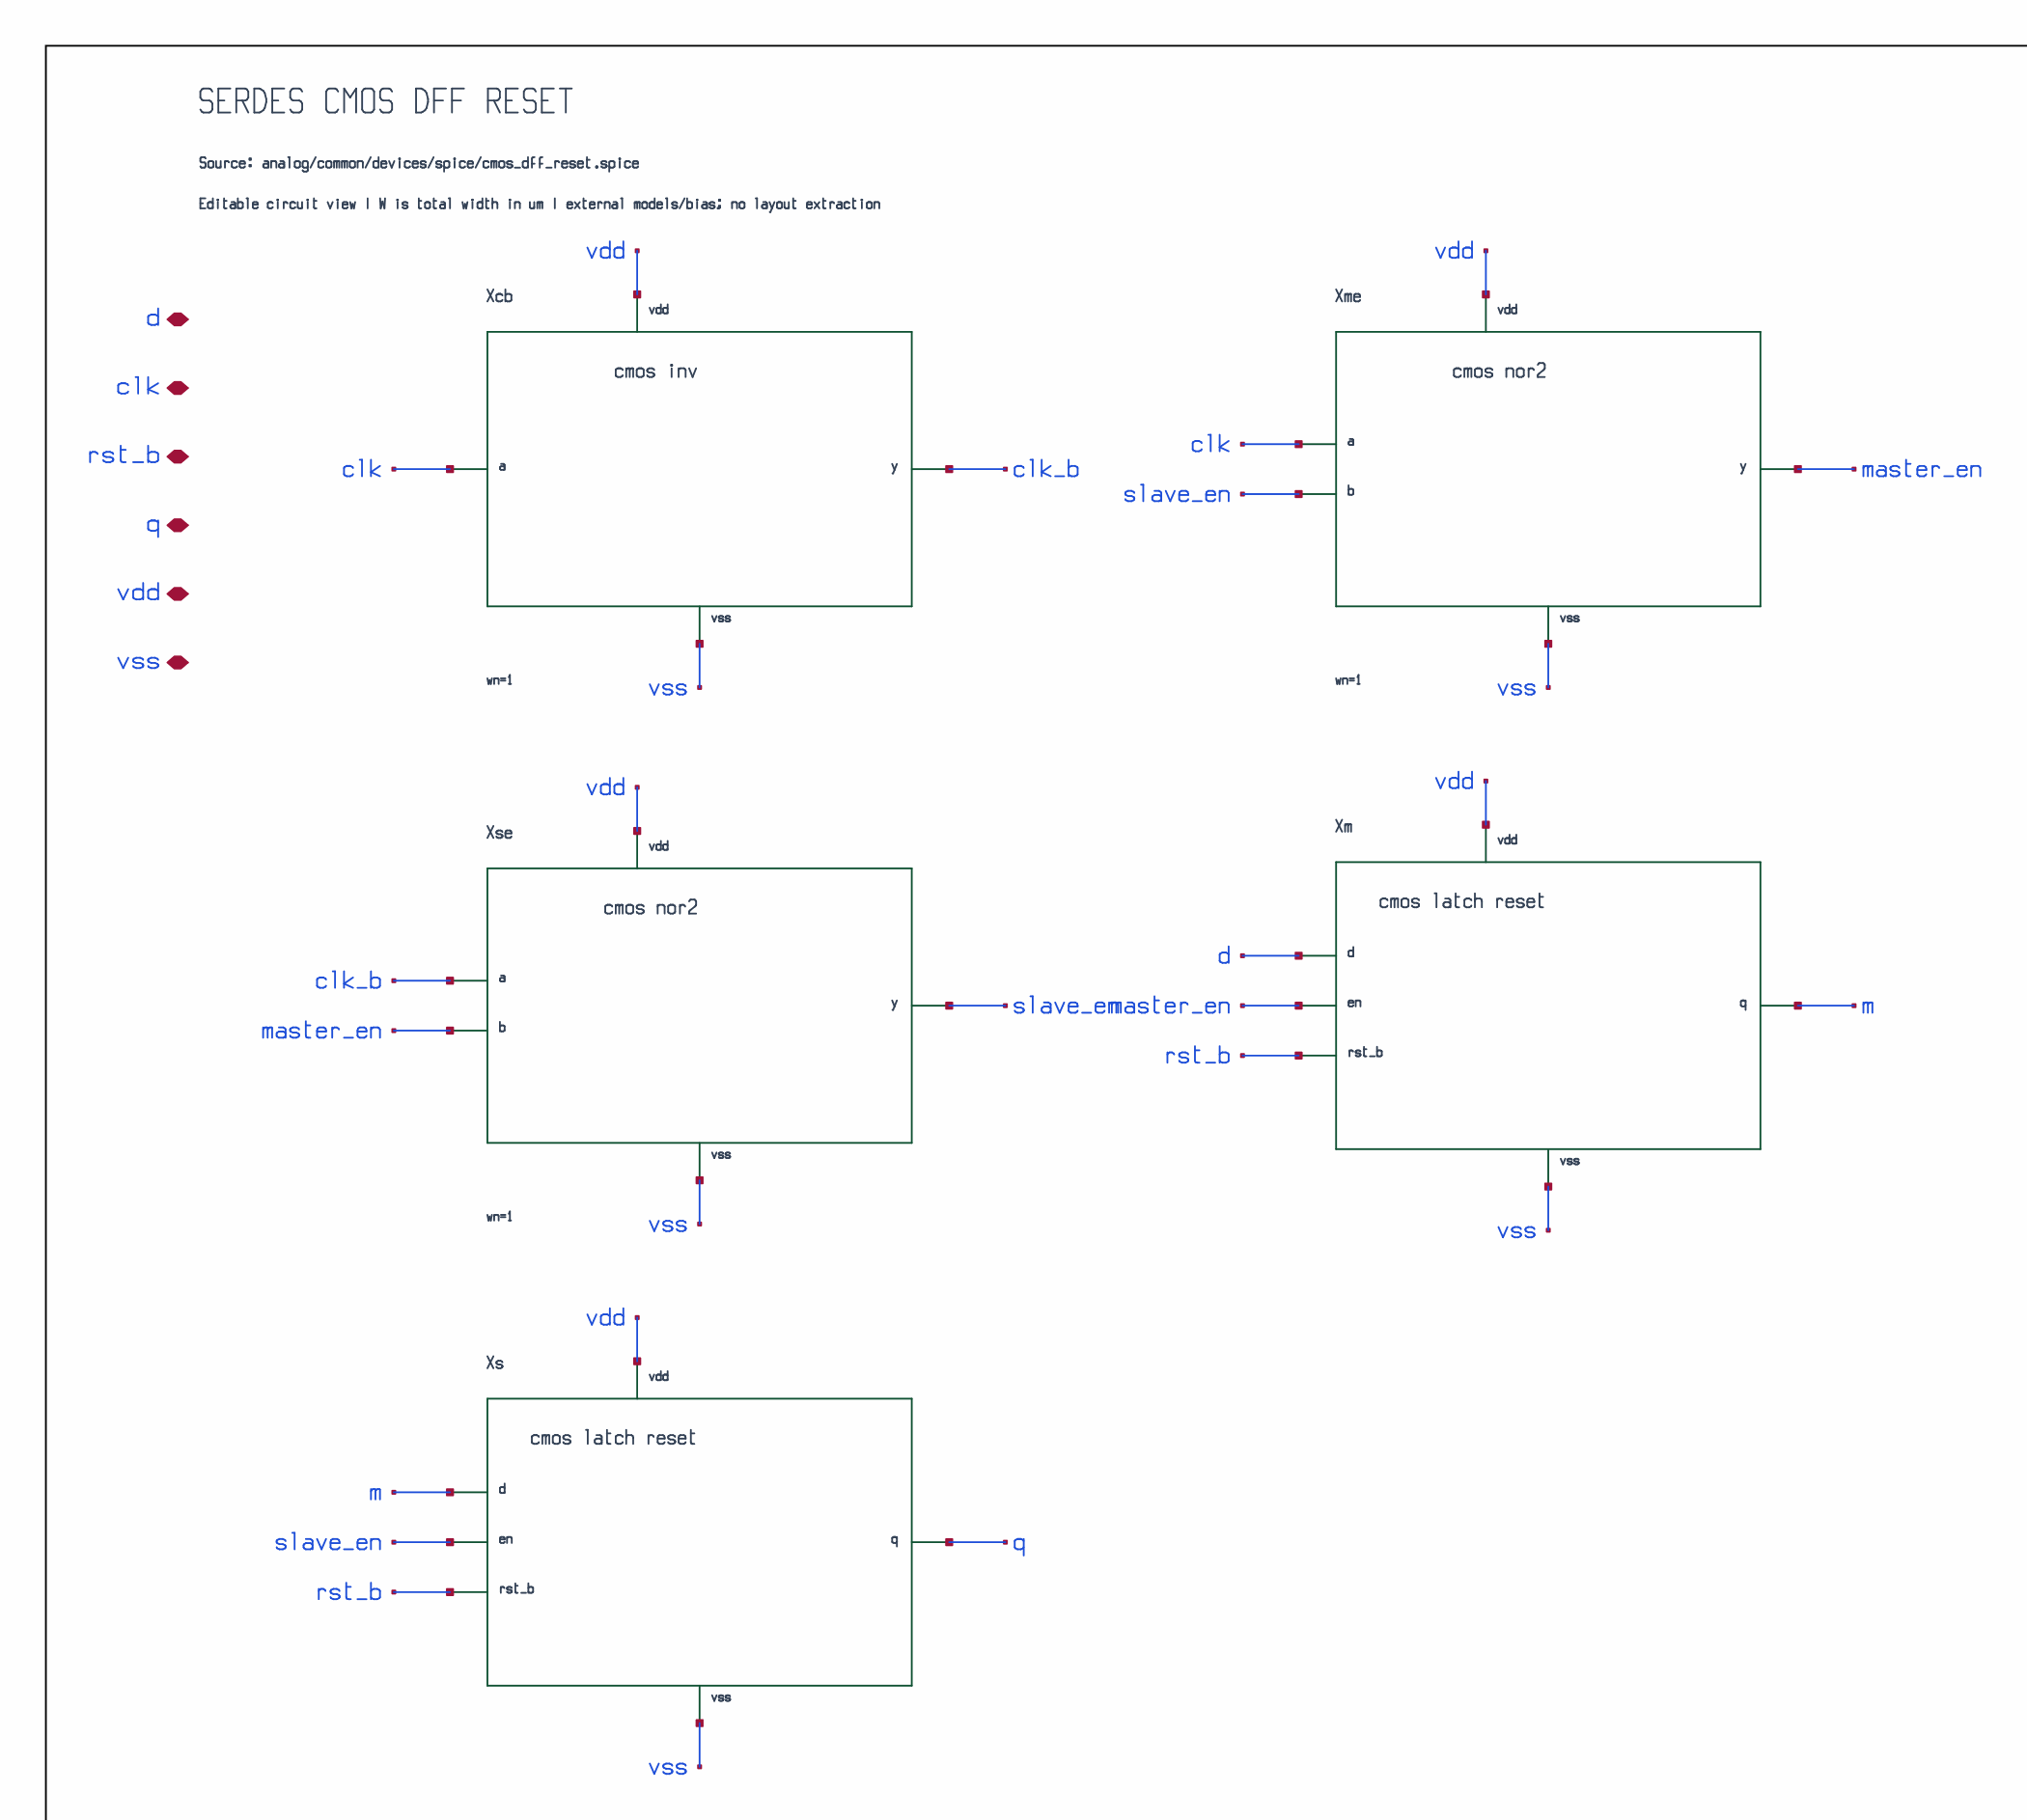 SERDES CMOS DFF RESET
Source: analog/common/devices/spice/cmos_dff_reset.spice
Editable circuit view | W is total width in um | external models/bias; no layout extraction
d
clk
rst_b
q
vdd
vss
vdd
Xcb
vdd
cmos inv
clk
a
y
clk_b
vss
wn=1
vss
vdd
Xme
vdd
cmos nor2
clk
a
slave_en
b
y
master_en
vss
wn=1
vss
vdd
Xse
vdd
cmos nor2
clk_b
a
master_en
b
y
slave_en
vss
wn=1
vss
vdd
Xm
vdd
cmos latch reset
d
d
master_en
en
rst_b
rst_b
q
m
vss
vss
vdd
Xs
vdd
cmos latch reset
m
d
slave_en
en
rst_b
rst_b
q
q
vss
vss